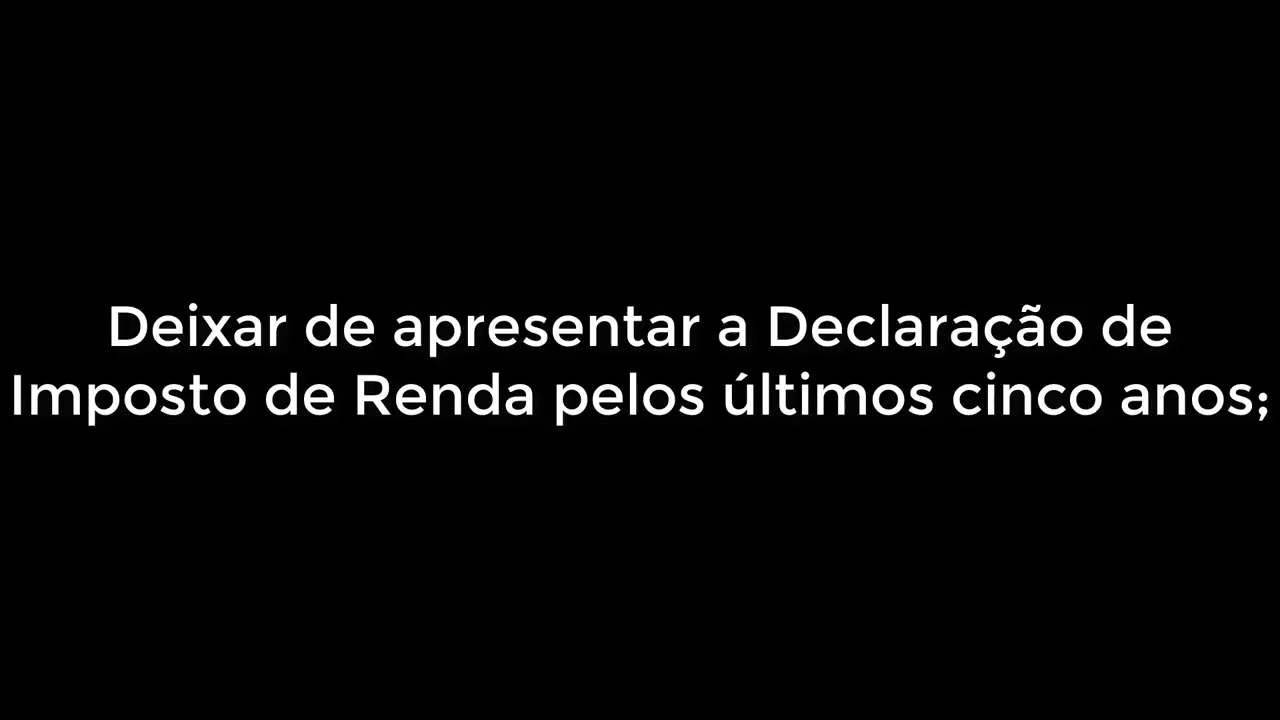 Deixar de apresentar a Declaração de
Imposto de Renda pelos últimos cinco anos;